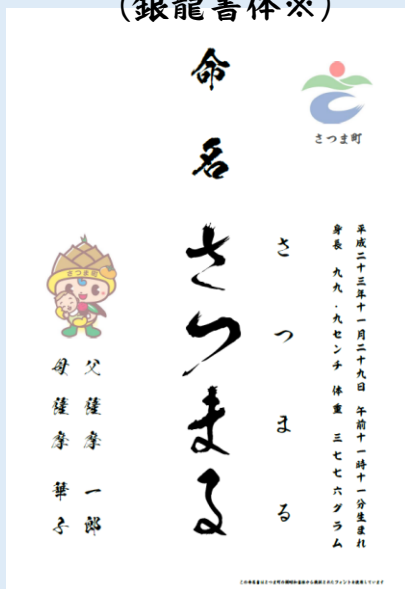 (銀龍書体※)
さつま町
平成二十三年十一月二十九日 午前十一時十一分生まれ
身長 九九.九センチ 体重 三七七六グラム
さつまる
命名 さつまる
さつま町
父 薩摩 一郎
母 薩摩 華子